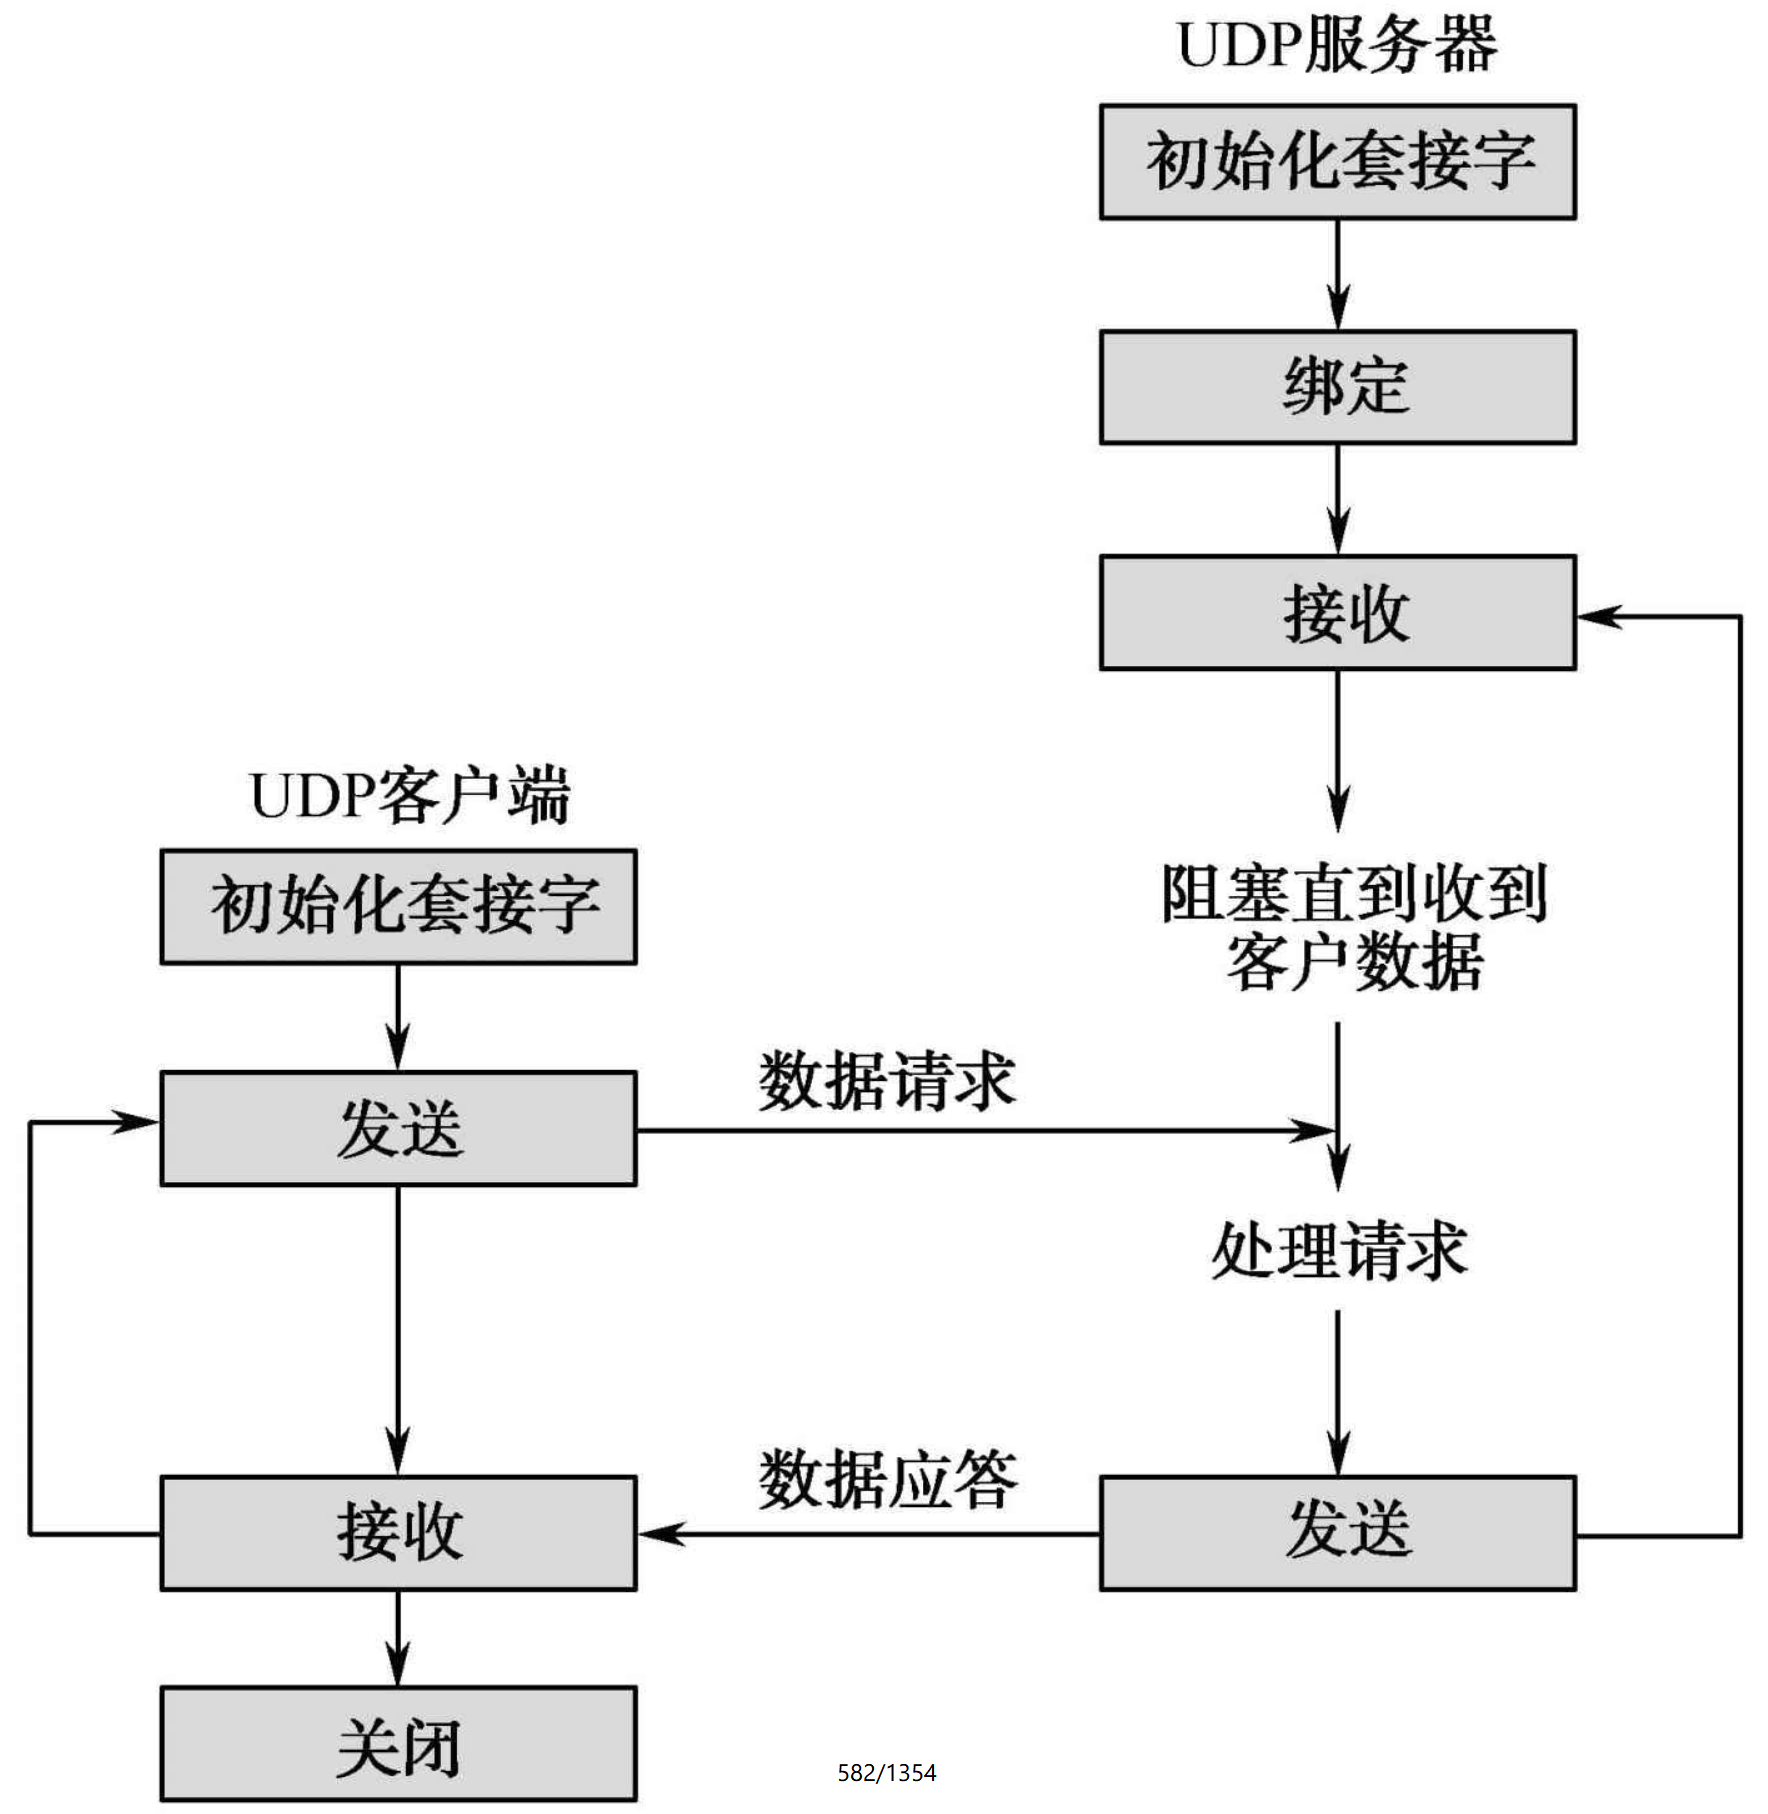 UDP服务器
初始化套接字
绑定
接收
阻塞直到收到
客户数据
处理请求
发送
UDP客户端
初始化套接字
发送
数据请求
接收
数据应答
关闭
582/1354